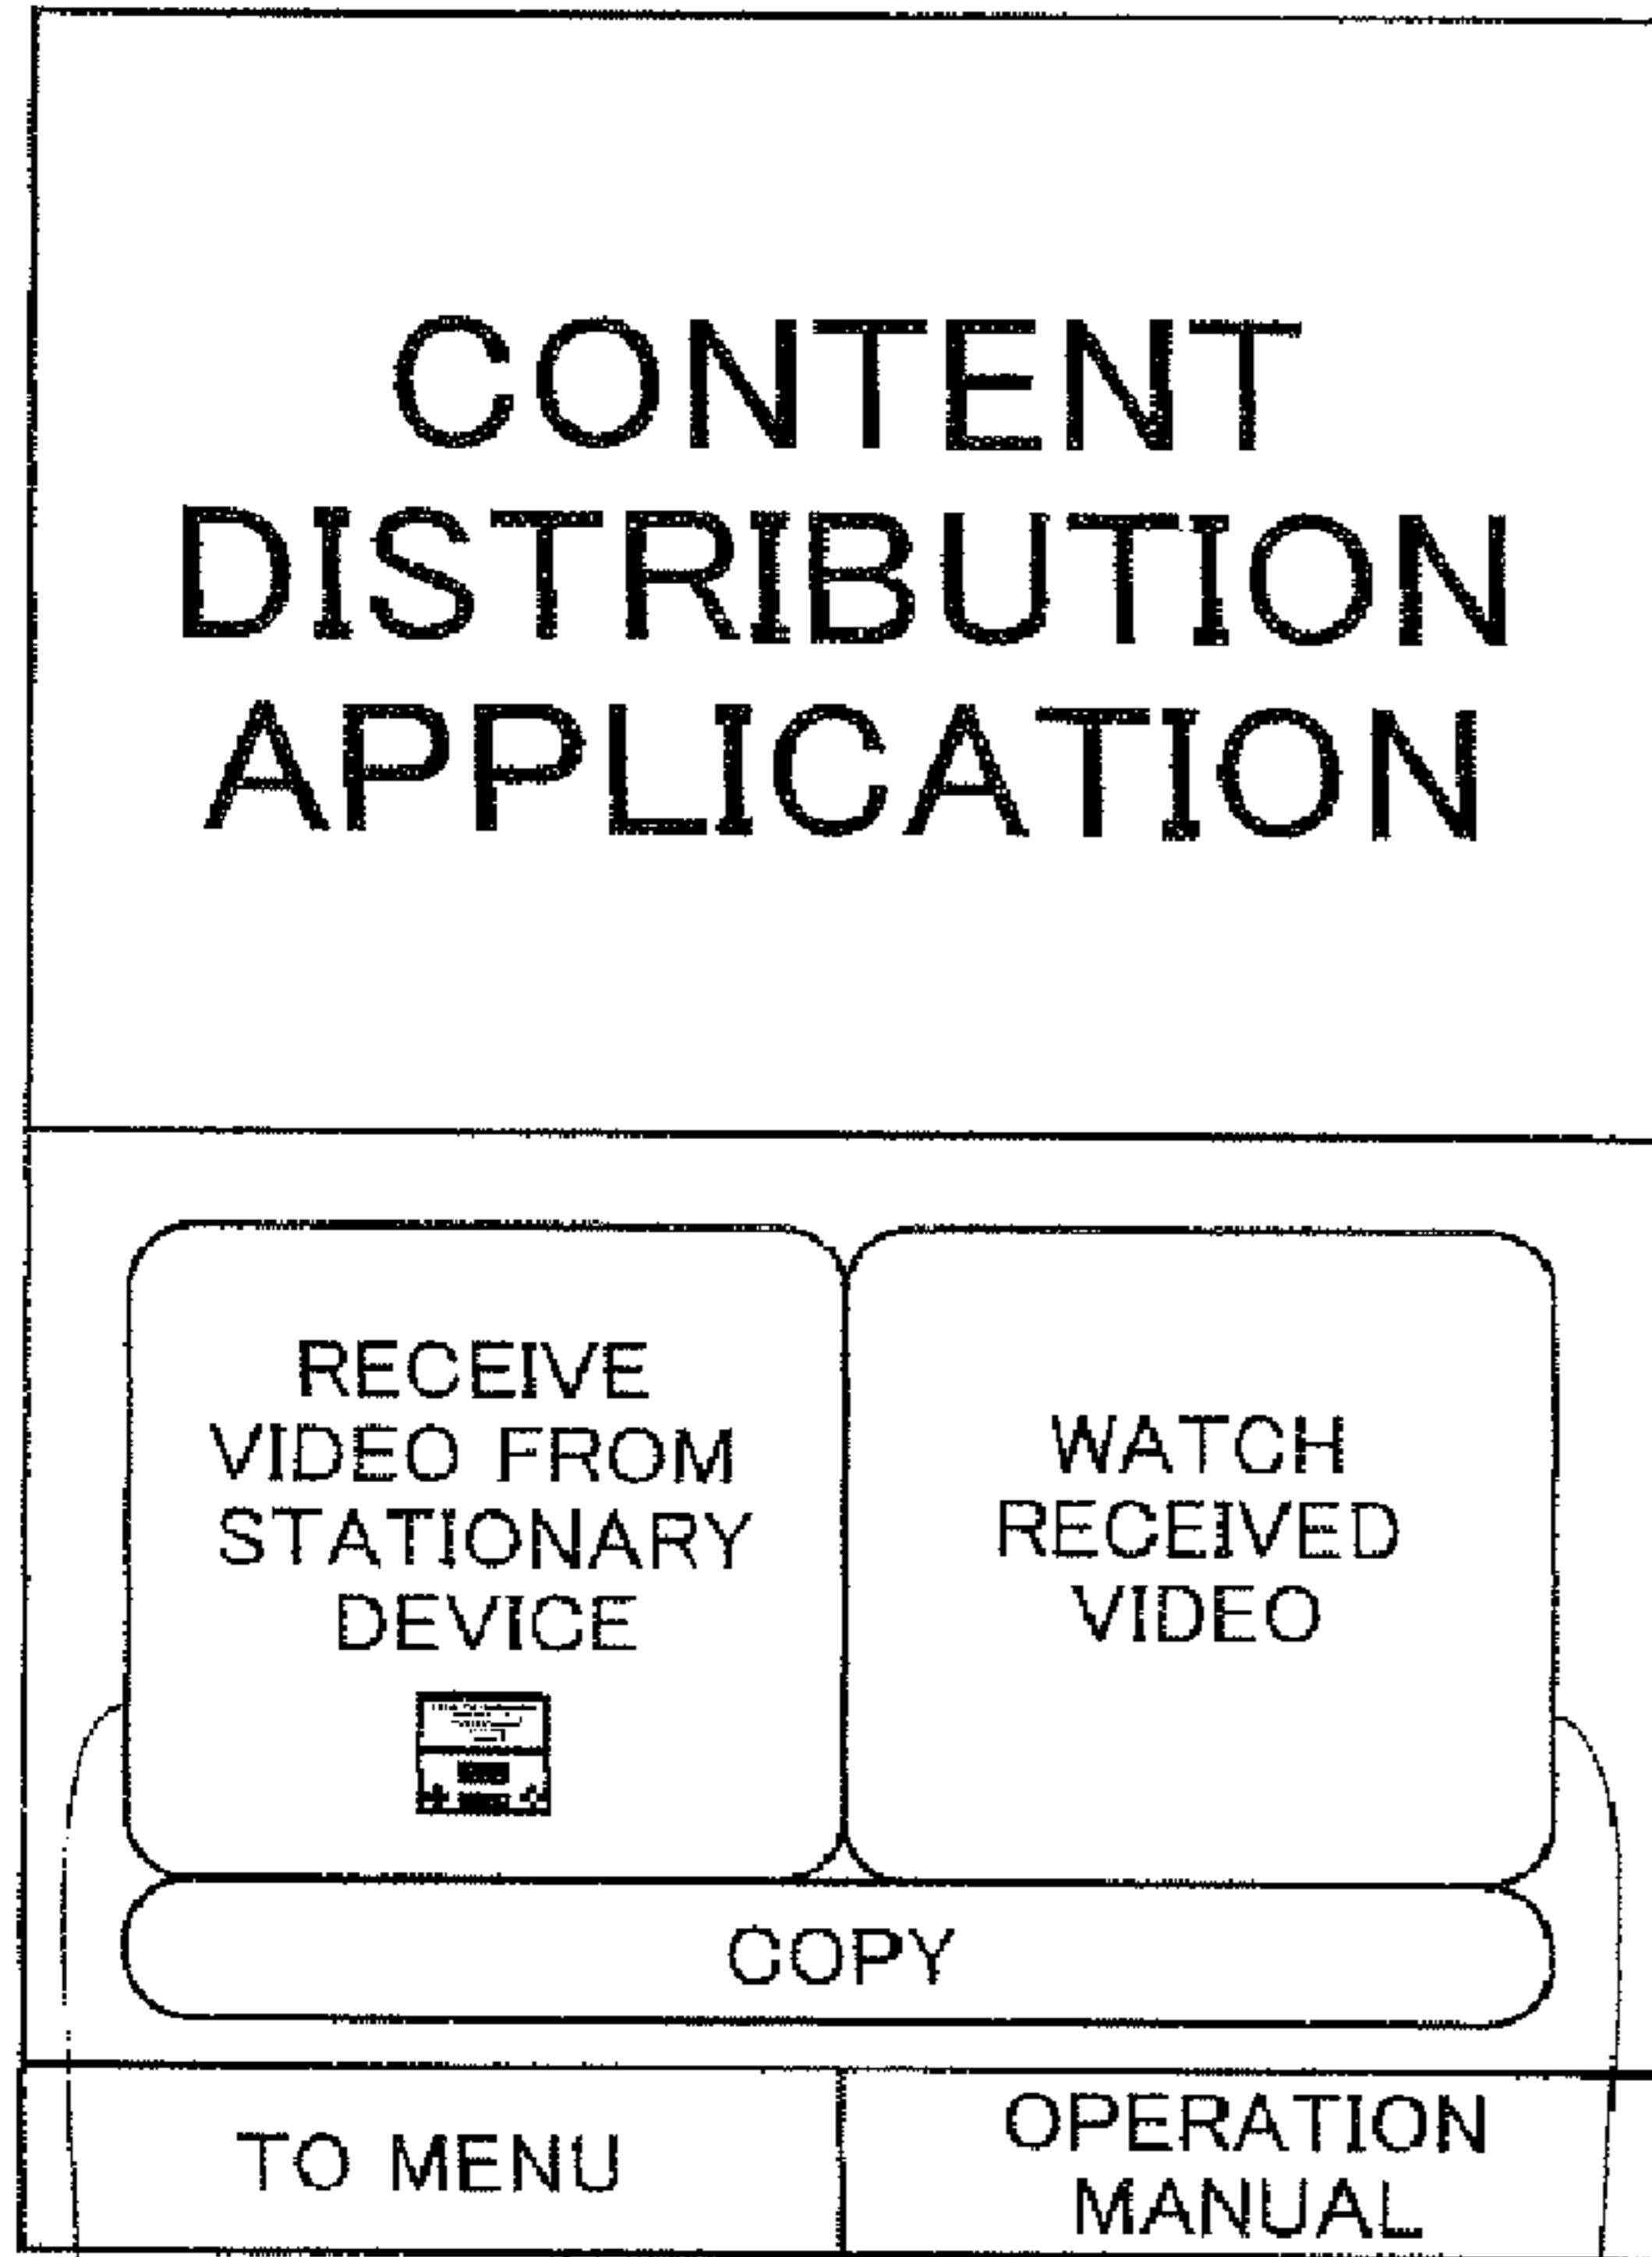 CONTENT
DISTRIBUTION
APPLICATION
RECEIVE
VIDEO FROM
STATIONARY
DEVICE
WATCH
RECEIVED
VIDEO
COPY
TO MENU
OPERATION
MANUAL